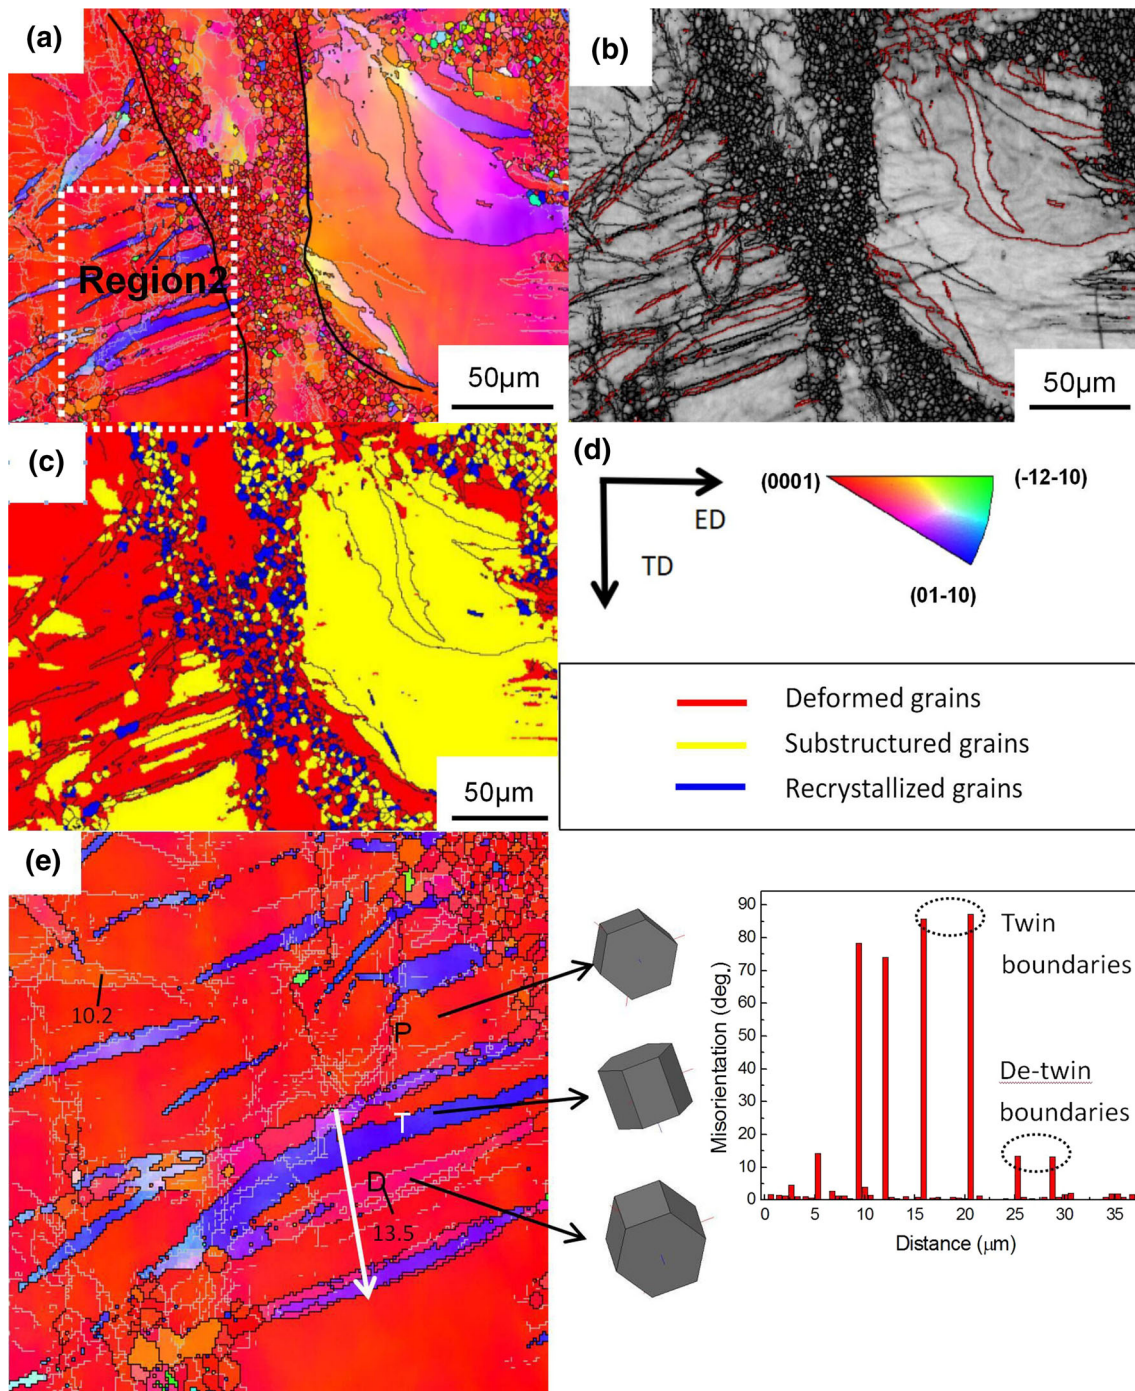 (a)
Region2
50μm
(b)
50μm
(c)
50μm
(d)
ED
TD
(0001)
(-12-10)
(01-10)
Deformed grains
Substructured grains
Recrystallized grains
(e)
10.2
P
T
D
13.5
Misorientation (deg.)
90
80
70
60
50
40
30
20
10
0
0 5 10 15 20 25 30 35
Distance (μm)
Twin
boundaries
De-twin
boundaries